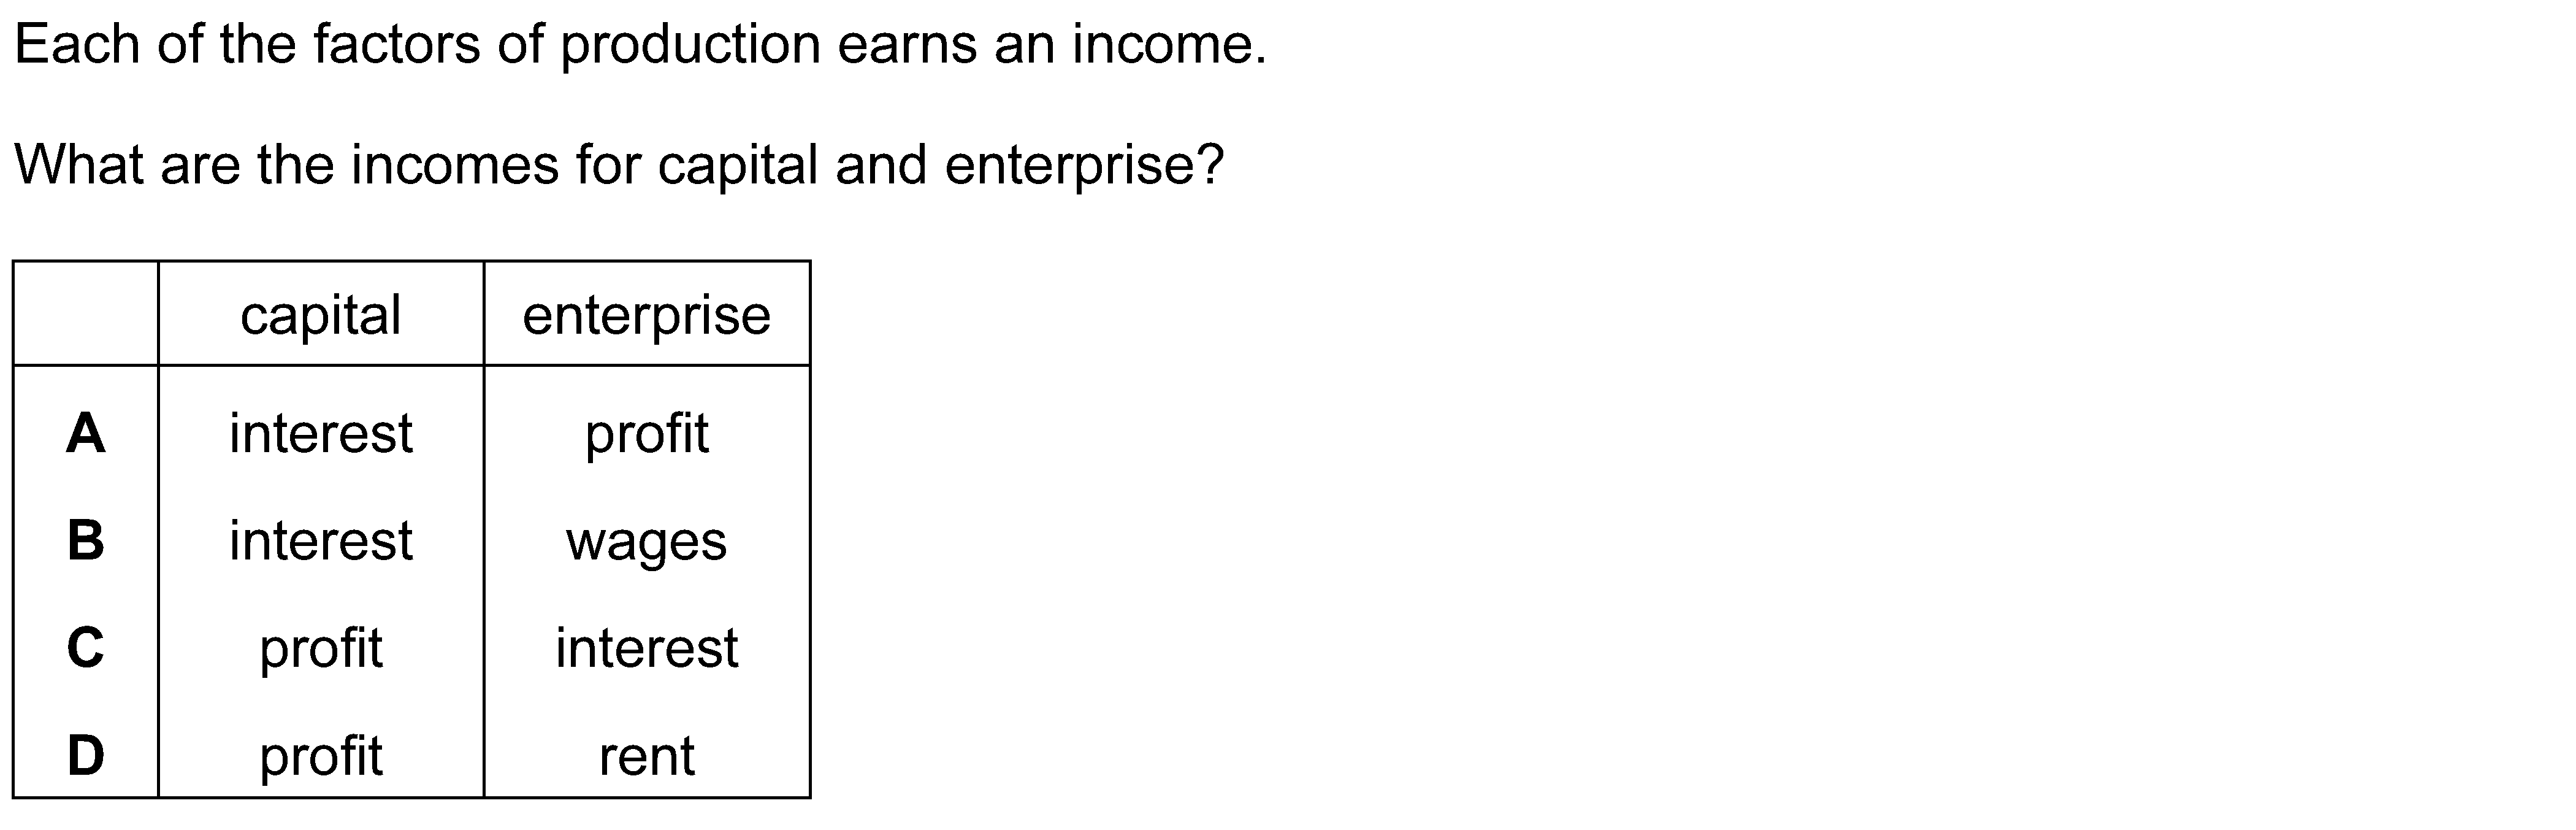 Each of the factors of production earns an income.
What are the incomes for capital and enterprise?
capital enterprise
A interest profit
B interest wages
C profit interest
D profit rent